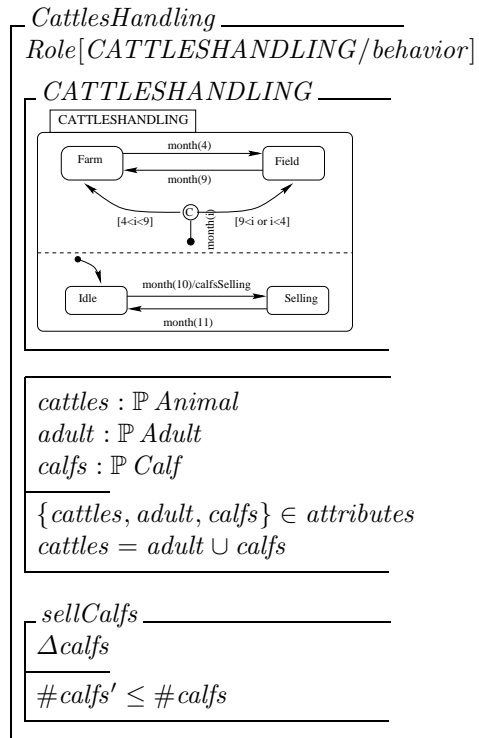 CattlesHandling
Role[CATTLESHANDLING/behavior]
CATTLESHANDLING
CATTLESHANDLING
month(4)
Farm
Field
month(9)
C
[4<i<9]
month(i)
[9<i or i<4]
Idle
month(10)/calfsSelling
Selling
month(11)
cattles : ℙ Animal
adult : ℙ Adult
calfs : ℙ Calf
{cattles, adult, calfs} ∈ attributes
cattles = adult ∪ calfs
sellCalfs
Δcalfs
#calfs′ ≤ #calfs